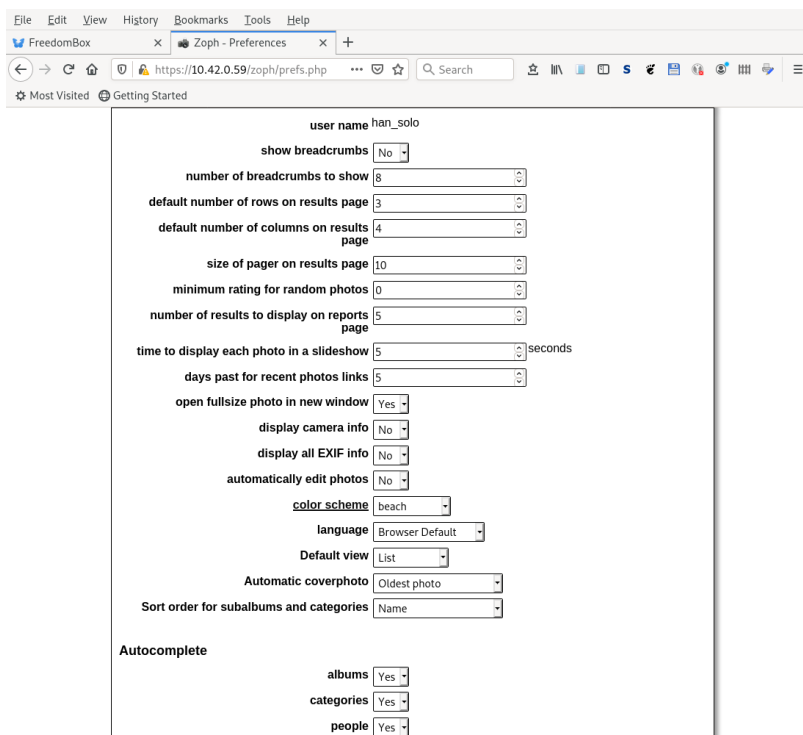 File Edit View History Bookmarks Tools Help
FreedomBox × Zoph - Preferences × +
https://10.42.0.59/zoph/prefs.php ••• Search
Most Visited Getting Started
user name han_solo
show breadcrumbs No
number of breadcrumbs to show 8
default number of rows on results page 3
default number of columns on results 4
page
size of pager on results page 10
minimum rating for random photos 0
number of results to display on reports 5
page
time to display each photo in a slideshow 5 seconds
days past for recent photos links 5
open fullsize photo in new window Yes
display camera info No
display all EXIF info No
automatically edit photos No
color scheme beach
language Browser Default
Default view List
Automatic coverphoto Oldest photo
Sort order for subalbums and categories Name
Autocomplete
albums Yes
categories Yes
people Yes